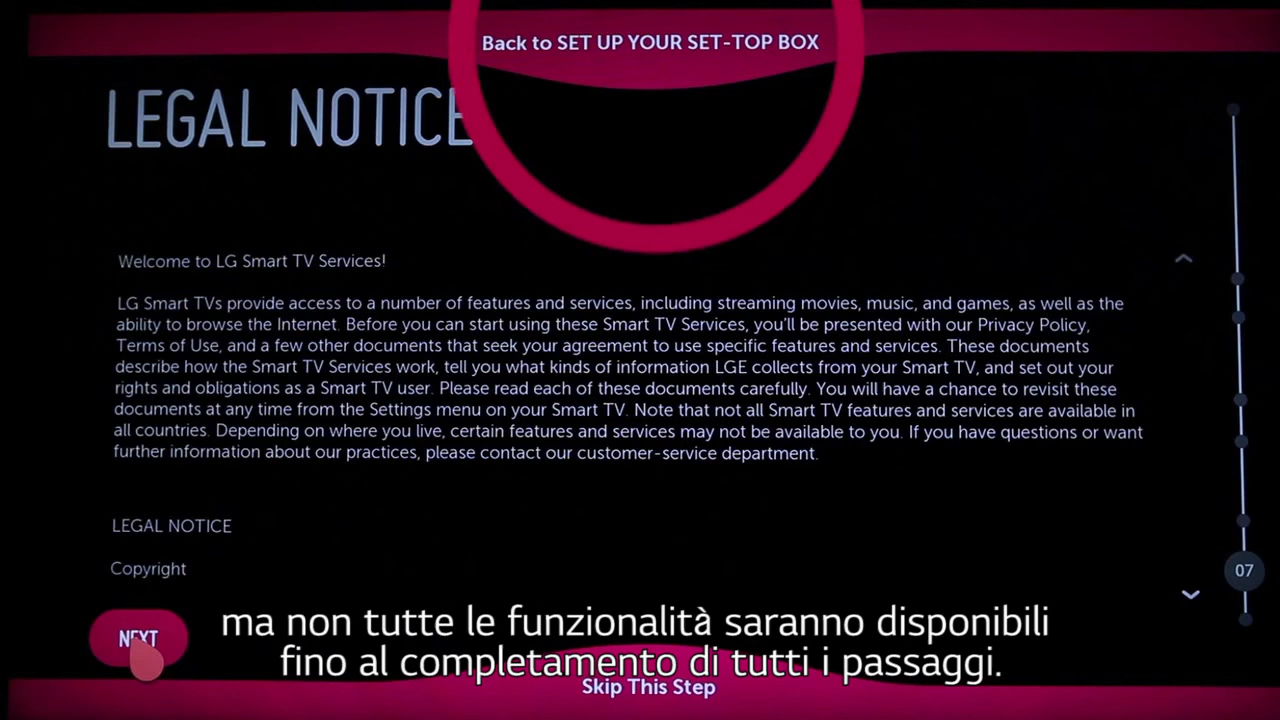 Back to SET UP YOUR SET-TOP BOX
LEGAL NOTICE
Welcome to LG Smart TV Services!
LG Smart TVs provide access to a number of features and services, including streaming movies, music, and games, as well as the
ability to browse the Internet. Before you can start using these Smart TV Services, you'll be presented with our Privacy Policy,
Terms of Use, and a few other documents that seek your agreement to use specific features and services. These documents
describe how the Smart TV Services work, tell you what kinds of information LGE collects from your Smart TV, and set out your
rights and obligations as a Smart TV user. Please read each of these documents carefully. You will have a chance to revisit these
documents at any time from the Settings menu on your Smart TV. Note that not all Smart TV features and services are available in
all countries. Depending on where you live, certain features and services may not be available to you. If you have questions or want
further information about our practices, please contact our customer-service department.
LEGAL NOTICE
Copyright
07
NEXT
ma non tutte le funzionalità saranno disponibili
fino al completamento di tutti i passaggi.
Skip This Step